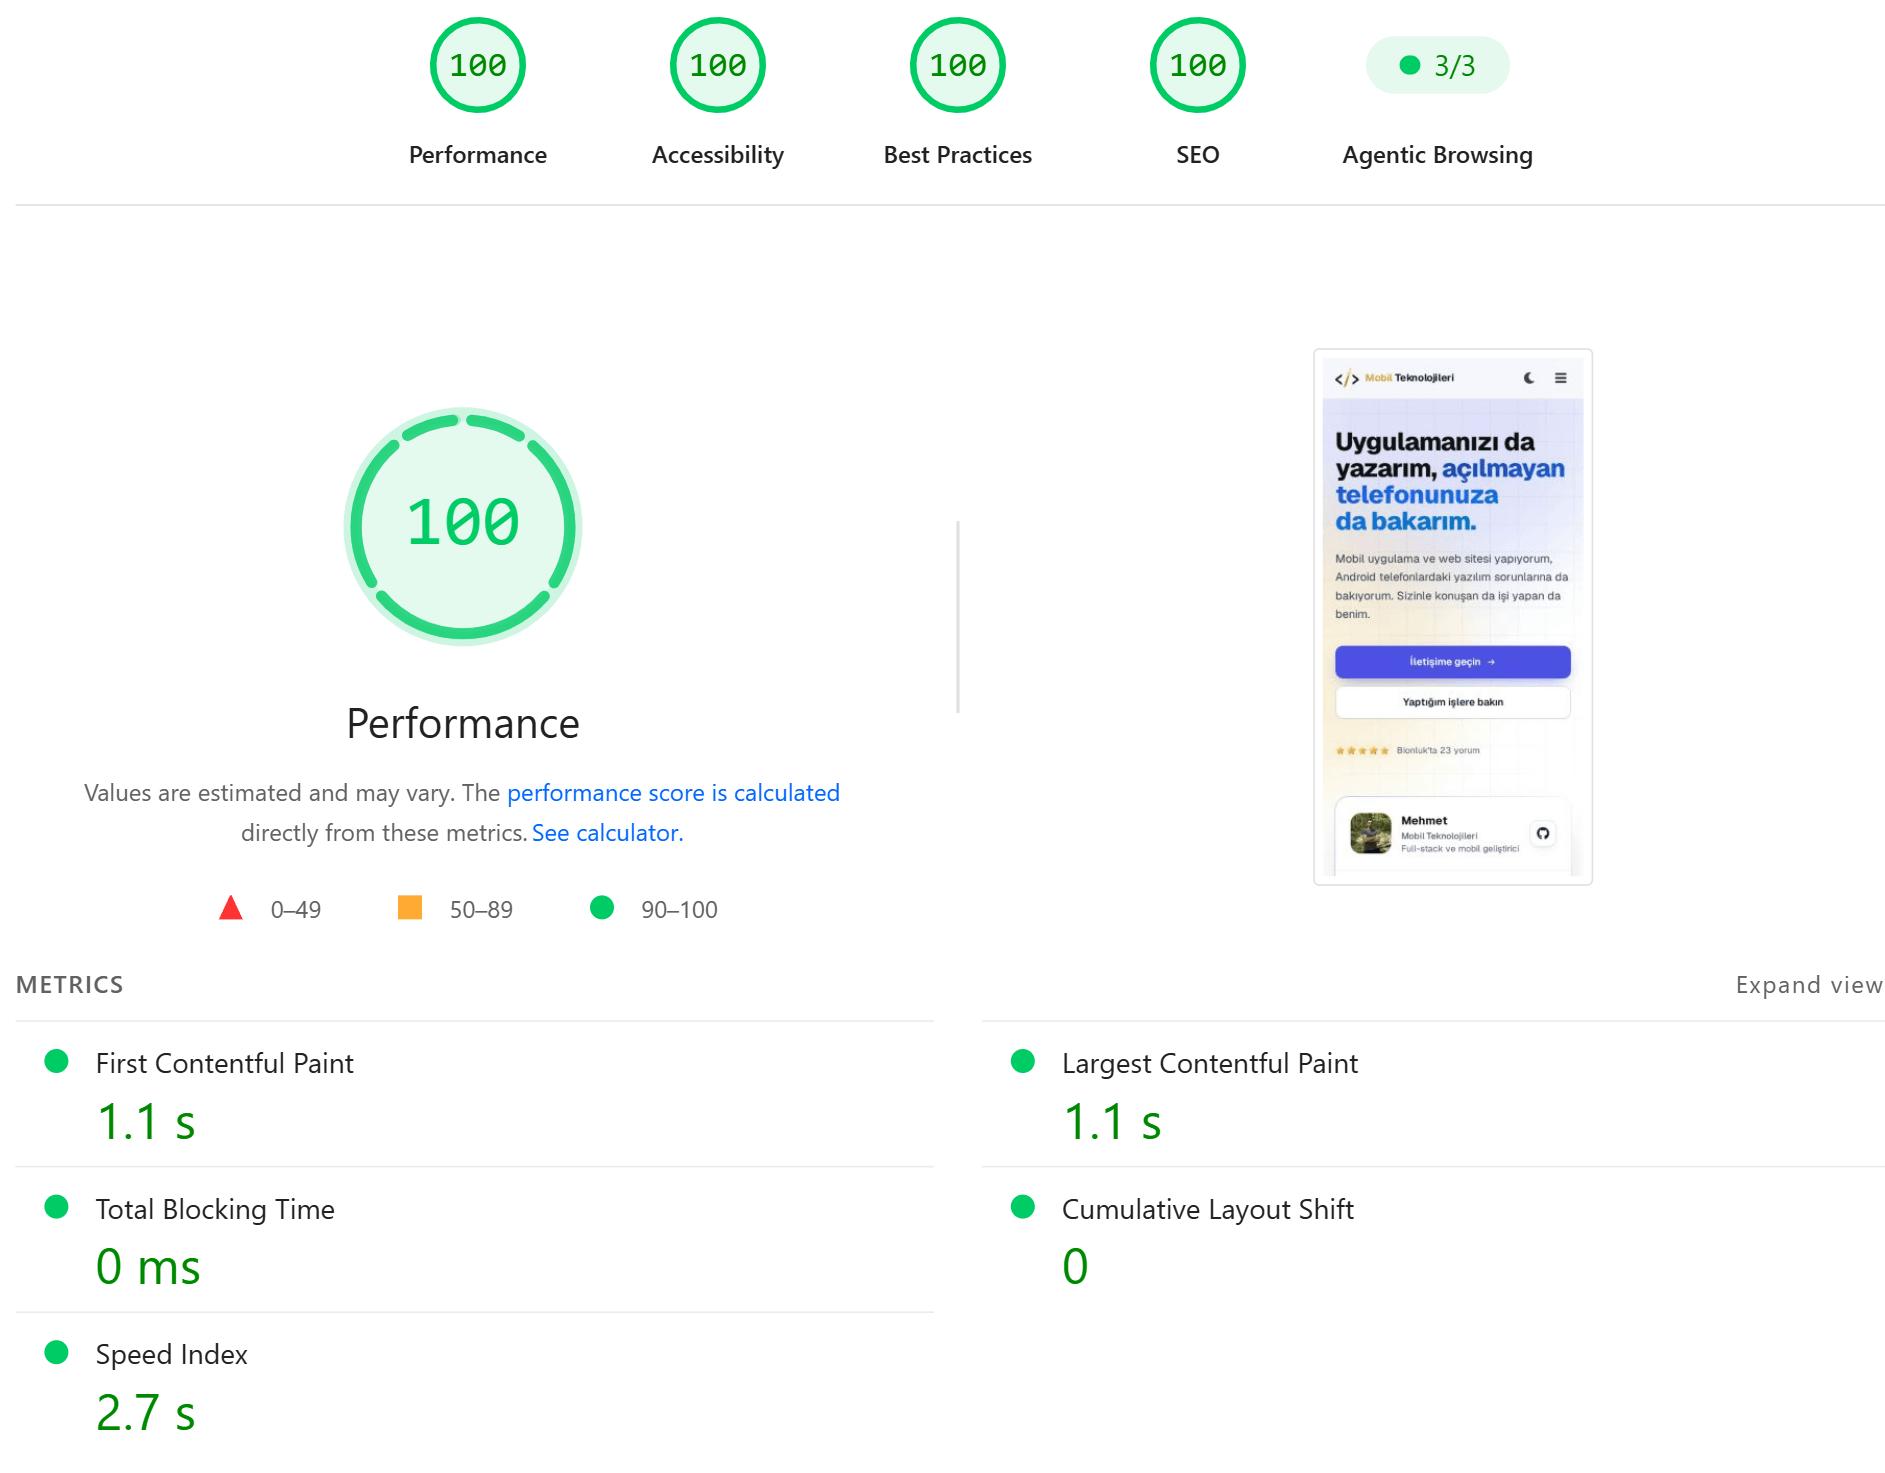 100
100
100
100
3/3
Performance
Accessibility
Best Practices
SEO
Agentic Browsing
100
Performance
Values are estimated and may vary. The performance score is calculated
directly from these metrics. See calculator.
0–49
50–89
90–100
</> Mobil Teknolojileri
Uygulamanızı da
yazarım, açılmayan
telefonunuza
da bakarım.
Mobil uygulama ve web sitesi yapıyorum,
Android telefonlardaki yazılım sorunlarına da
bakıyorum. Sizinle konuşan da işi yapan da
benim.
İletişime geçin →
Yaptığım işlere bakın
Bionluk'ta 23 yorum
Mehmet
Mobil Teknolojileri
Full-stack ve mobil geliştirici
METRICS
Expand view
First Contentful Paint
1.1 s
Largest Contentful Paint
1.1 s
Total Blocking Time
0 ms
Cumulative Layout Shift
0
Speed Index
2.7 s